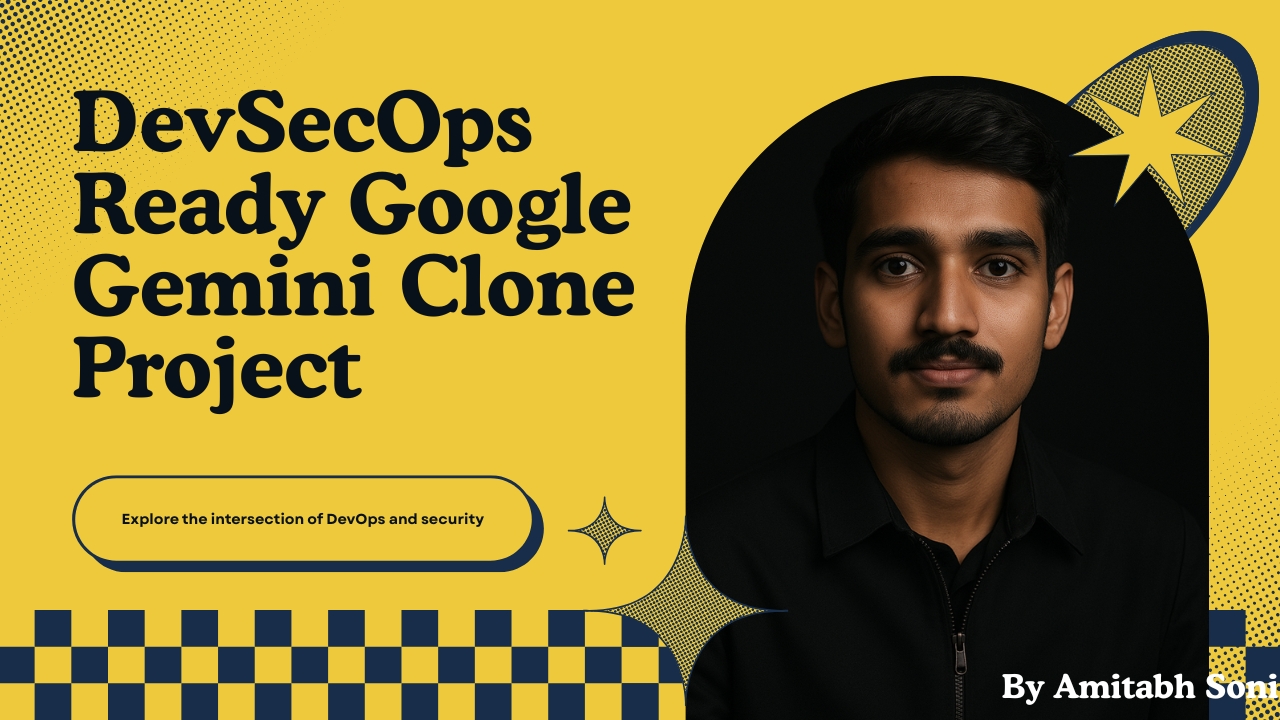 DevSecOps
Ready Google
Gemini Clone
Project
Explore the intersection of DevOps and security
By Amitabh Soni